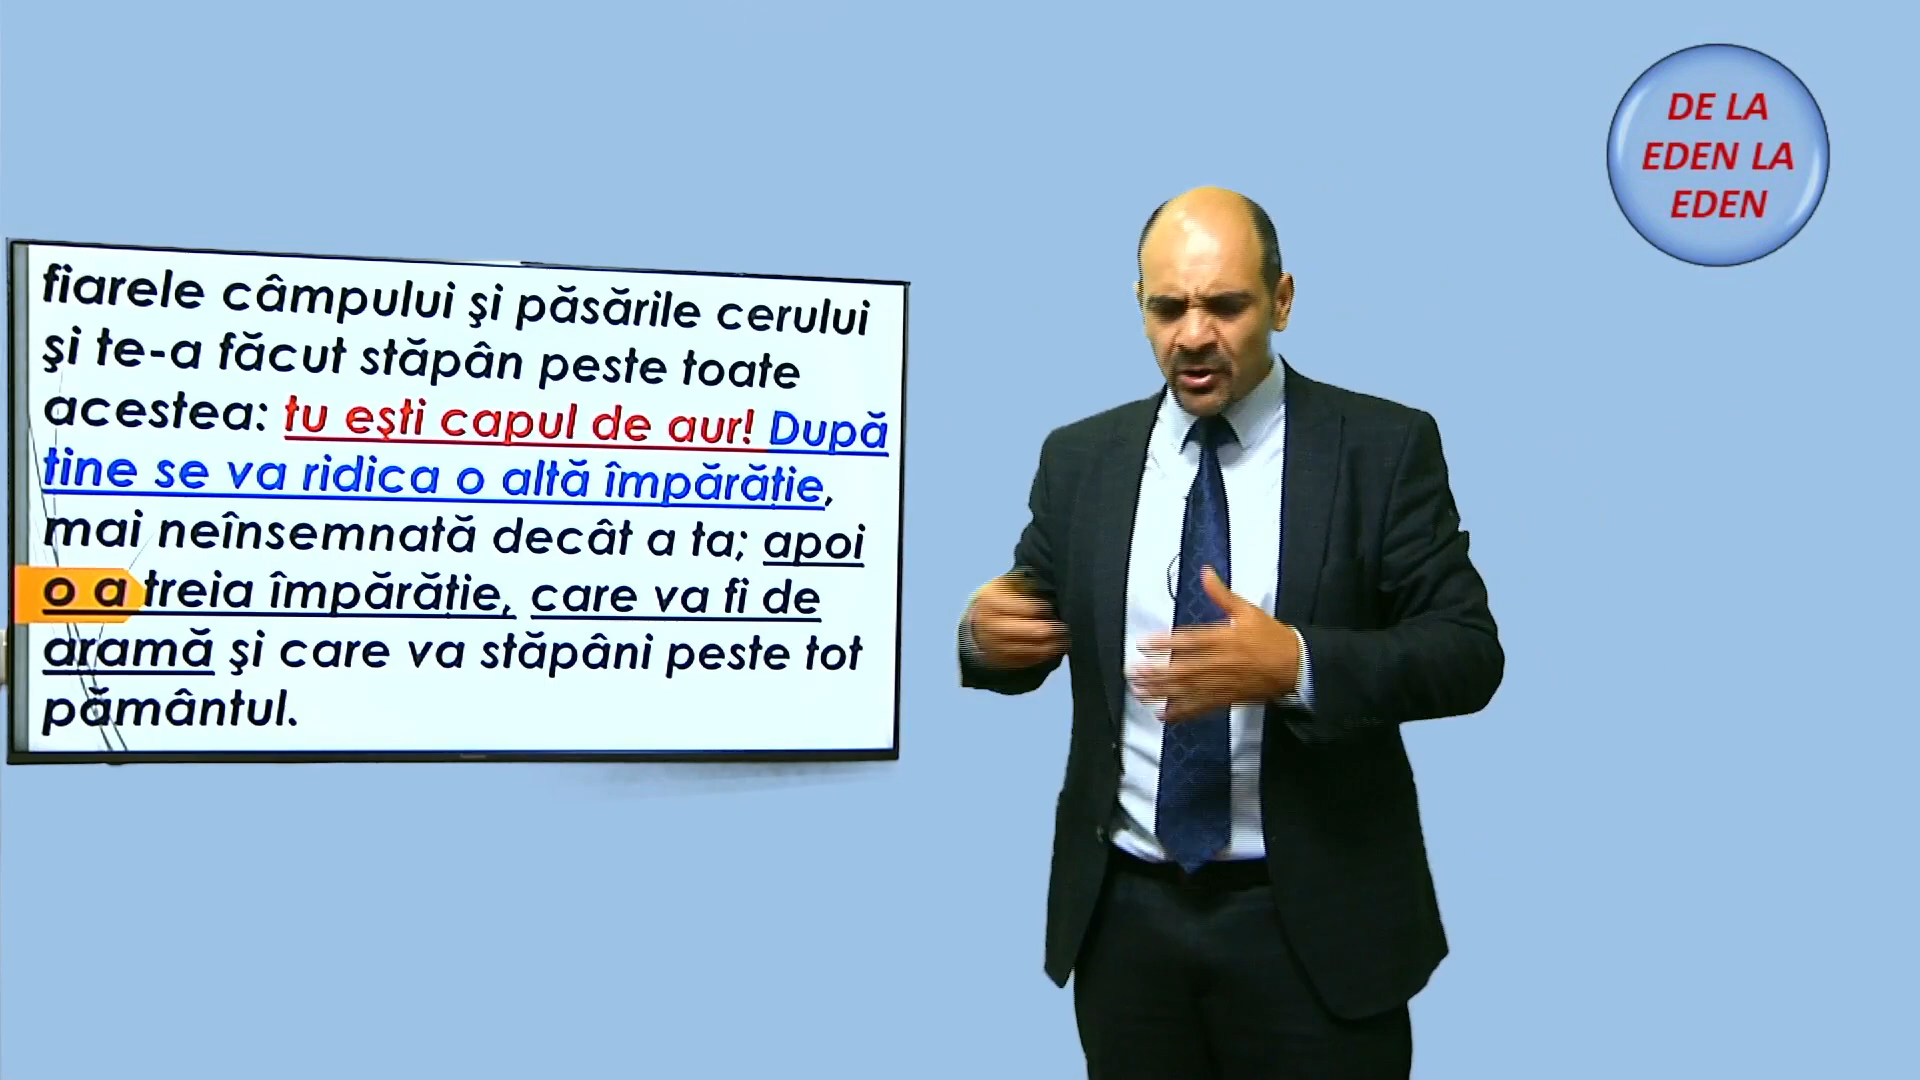 fiarele câmpului şi păsările cerului
şi te-a făcut stăpân peste toate
acestea: tu eşti capul de aur! După
tine se va ridica o altă împărăţie,
mai neînsemnată decât a ta; apoi
o a treia împărăţie, care va fi de
aramă şi care va stăpâni peste tot
pământul.
DE LA
EDEN LA
EDEN